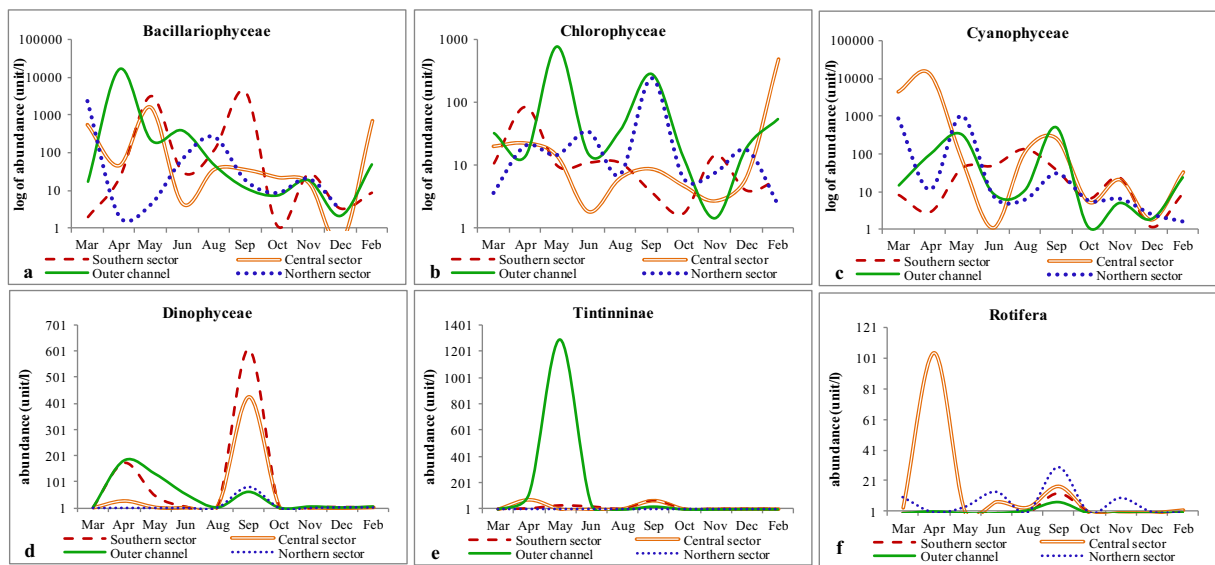 Bacillariophyceae
log of abundance (unit/l)
100000
10000
1000
100
10
1
Mar Apr May Jun Aug Sep Oct Nov Dec Feb
Southern sector Central sector
Outer channel Northern sector
a
Chlorophyceae
log of abundance (unit/l)
1000
100
10
1
Mar Apr May Jun Aug Sep Oct Nov Dec Feb
Southern sector Central sector
Outer channel Northern sector
b
Cyanophyceae
log of abundance (unit/l)
100000
10000
1000
100
10
1
Mar Apr May Jun Aug Sep Oct Nov Dec Feb
Southern sector Central sector
Outer channel Northern sector
c
Dinophyceae
abundance (unit/l)
701
601
501
401
301
201
101
1
Mar Apr May Jun Aug Sep Oct Nov Dec Feb
Southern sector Central sector
Outer channel Northern sector
d
Tintinninae
abundance (unit/l)
1401
1201
1001
801
601
401
201
1
Mar Apr May Jun Aug Sep Oct Nov Dec Feb
Southern sector Central sector
Outer channel Northern sector
e
Rotifera
abundance (unit/l)
121
101
81
61
41
21
1
Mar Apr May Jun Aug Sep Oct Nov Dec Feb
Southern sector Central sector
Outer channel Northern sector
f